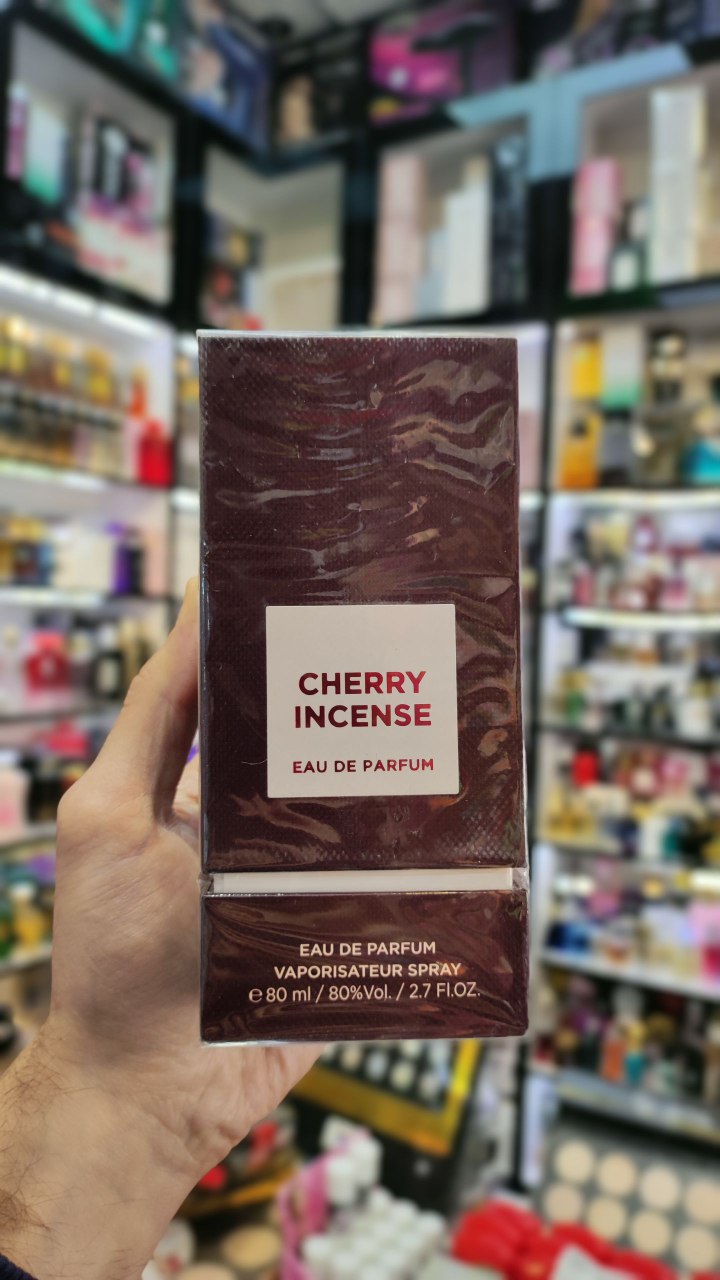 CHERRY
INCENSE
EAU DE PARFUM
EAU DE PARFUM
VAPORISATEUR SPRAY
℮80 ml / 80%Vol. / 2.7 Fl.OZ.